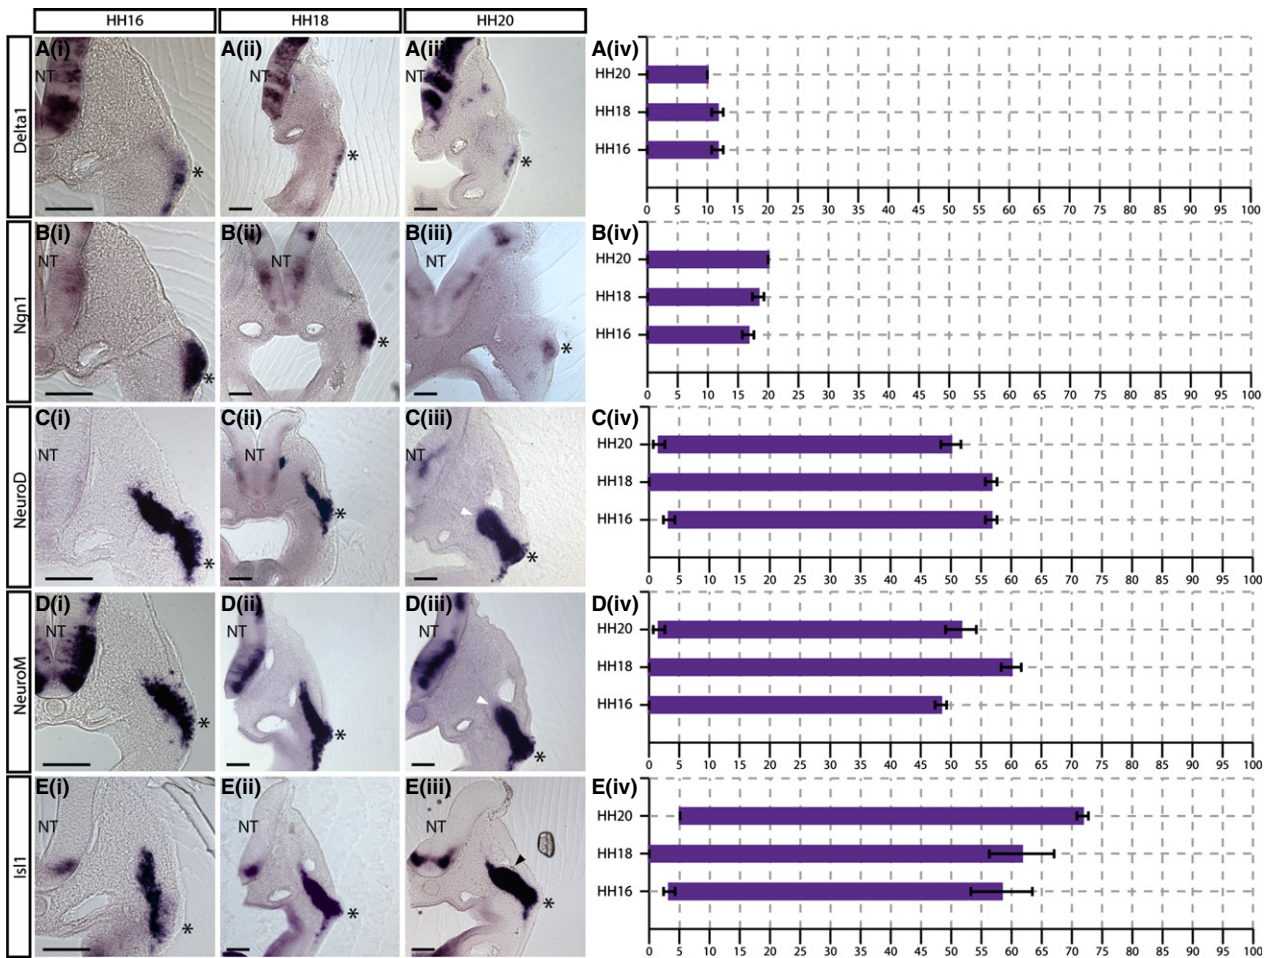 HH16 HH18 HH20
Delta1
A(i) A(ii) A(iii) A(iv)
NT NT NT
* * *
HH20
HH18
HH16
0 5 10 15 20 25 30 35 40 45 50 55 60 65 70 75 80 85 90 95 100
Ngn1
B(i) B(ii) B(iii) B(iv)
NT NT NT
* * *
HH20
HH18
HH16
0 5 10 15 20 25 30 35 40 45 50 55 60 65 70 75 80 85 90 95 100
NeuroD
C(i) C(ii) C(iii) C(iv)
NT NT NT
* * *
HH20
HH18
HH16
0 5 10 15 20 25 30 35 40 45 50 55 60 65 70 75 80 85 90 95 100
NeuroM
D(i) D(ii) D(iii) D(iv)
NT NT NT
* * *
HH20
HH18
HH16
0 5 10 15 20 25 30 35 40 45 50 55 60 65 70 75 80 85 90 95 100
Isl1
E(i) E(ii) E(iii) E(iv)
NT NT NT
* * *
HH20
HH18
HH16
0 5 10 15 20 25 30 35 40 45 50 55 60 65 70 75 80 85 90 95 100